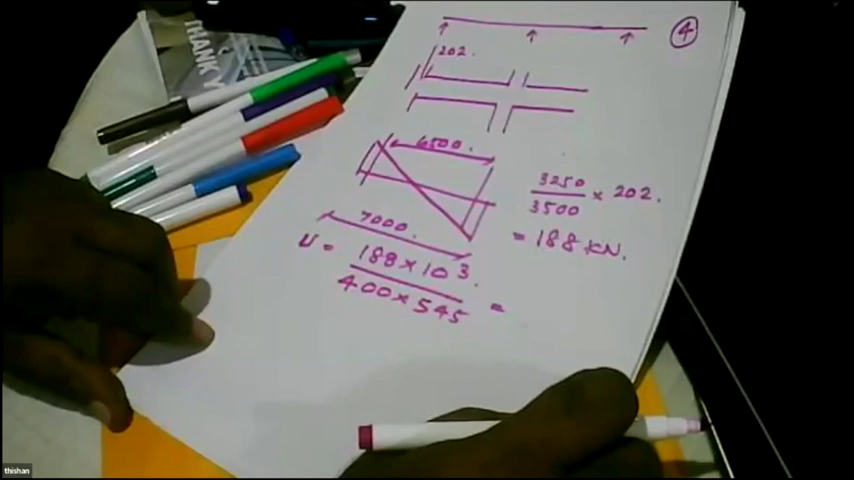 THANK Y
4
202.
6500.
3250
3500 × 202.
= 188 KN.
7000.
U = 188 × 10 3.
400 × 545 =
thishan